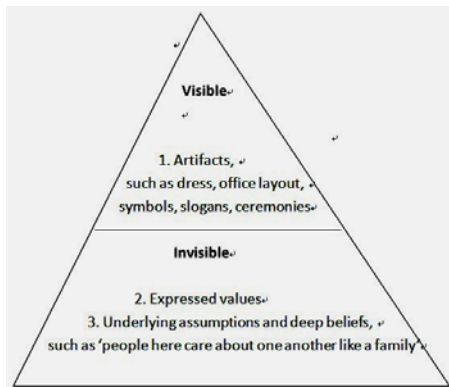 Visible
1. Artifacts,
such as dress, office layout,
symbols, slogans, ceremonies
Invisible
2. Expressed values
3. Underlying assumptions and deep beliefs,
such as ‘people here care about one another like a family’